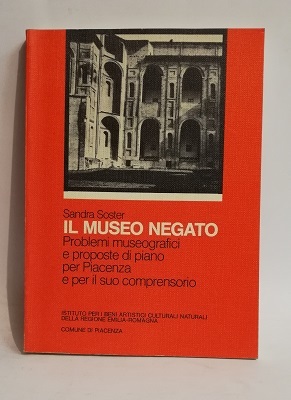 Sandra Soster
IL MUSEO NEGATO
Problemi museografici
e proposte di piano
per Piacenza
e per il suo comprensorio
ISTITUTO PER I BENI ARTISTICI CULTURALI NATURALI
DELLA REGIONE EMILIA-ROMAGNA
COMUNE DI PIACENZA